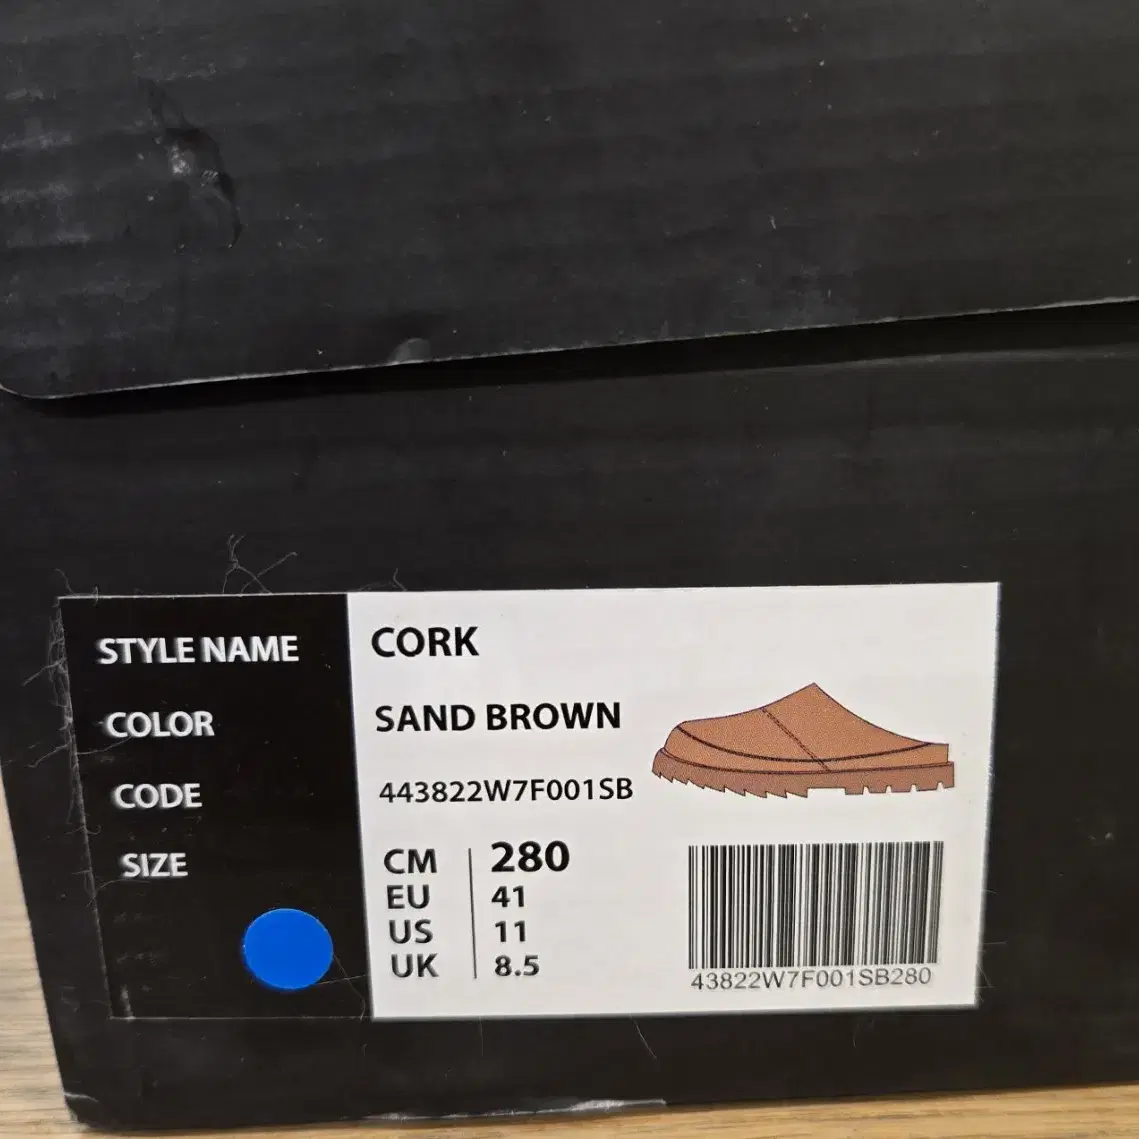 STYLE NAME CORK
COLOR SAND BROWN
CODE 443822W7F001SB
SIZE CM 280
EU 41
US 11
UK 8.5
43822W7F001SB280